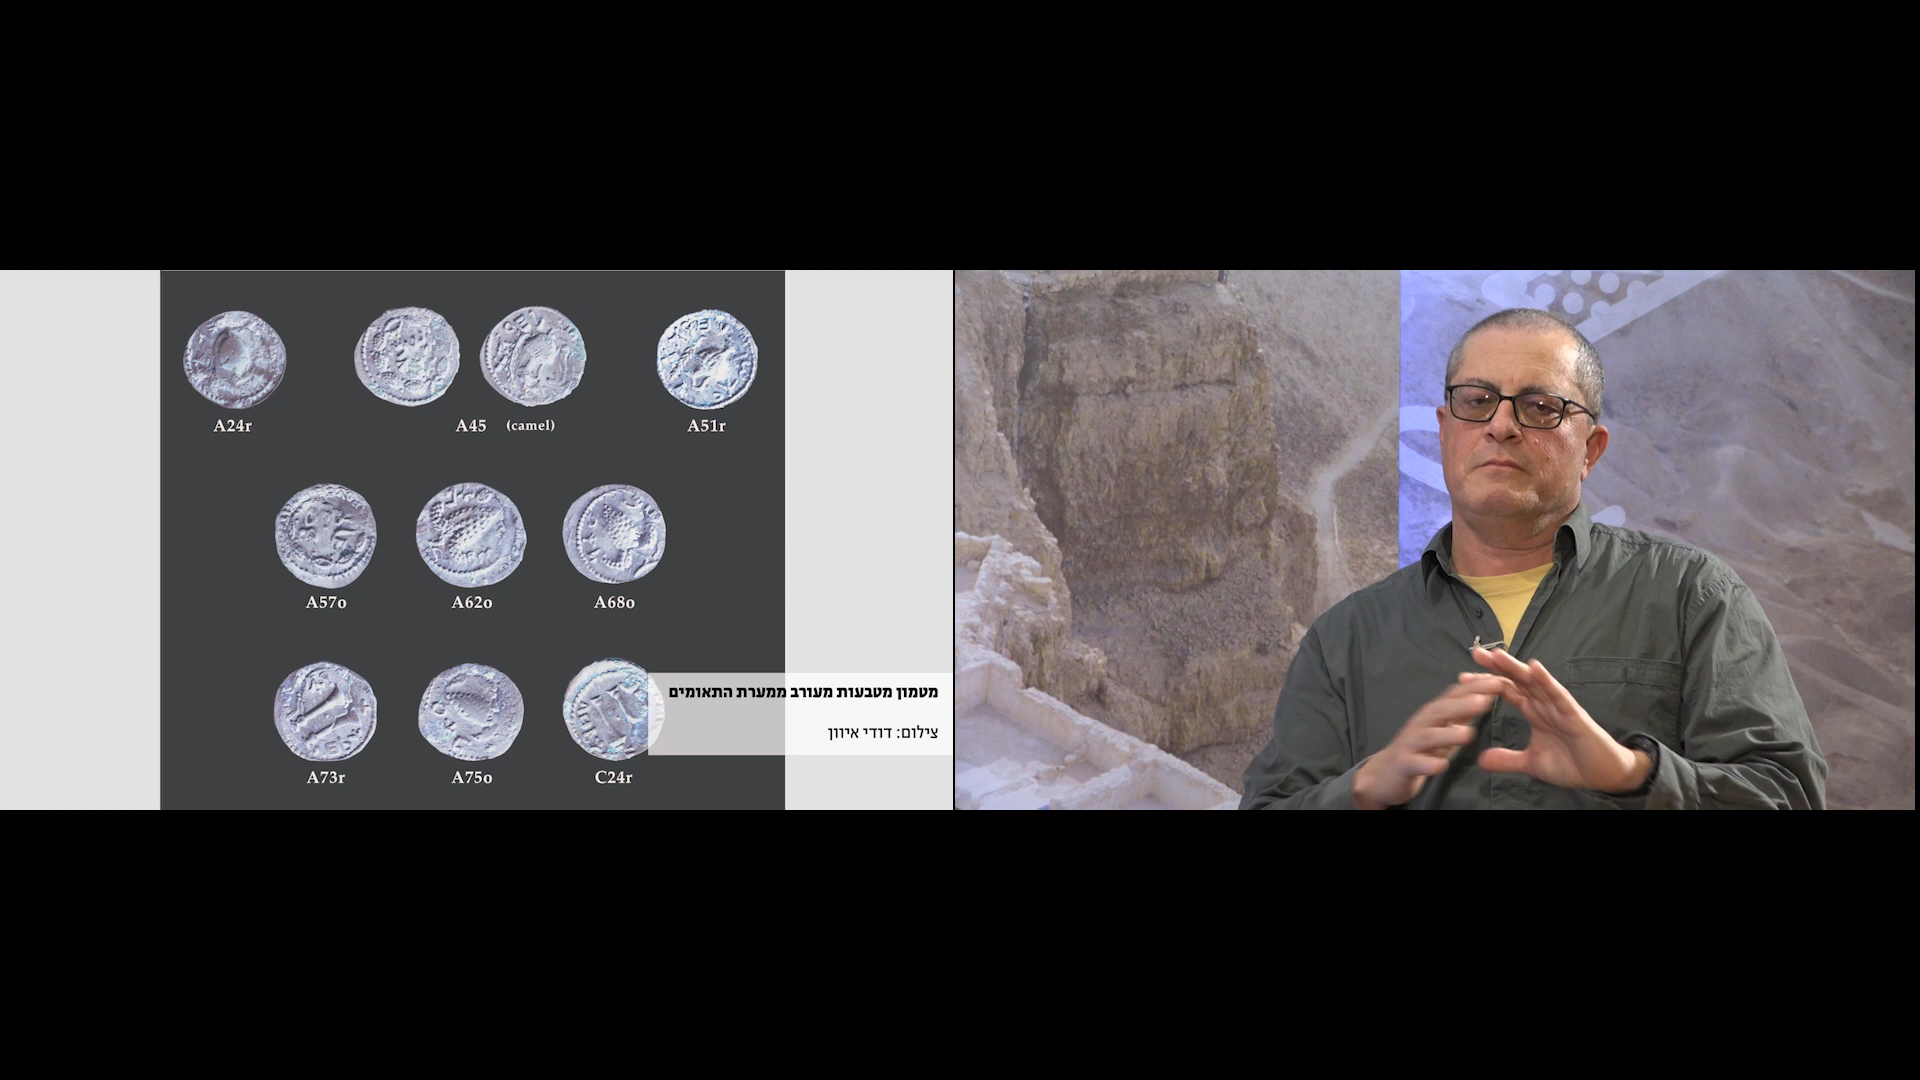 A24r
A45 (camel)
A51r
A57o
A62o
A68o
A73r
A75o
C24r
מטמון מטבעות מעורב ממערת התאומים
צילום: דודי איוון